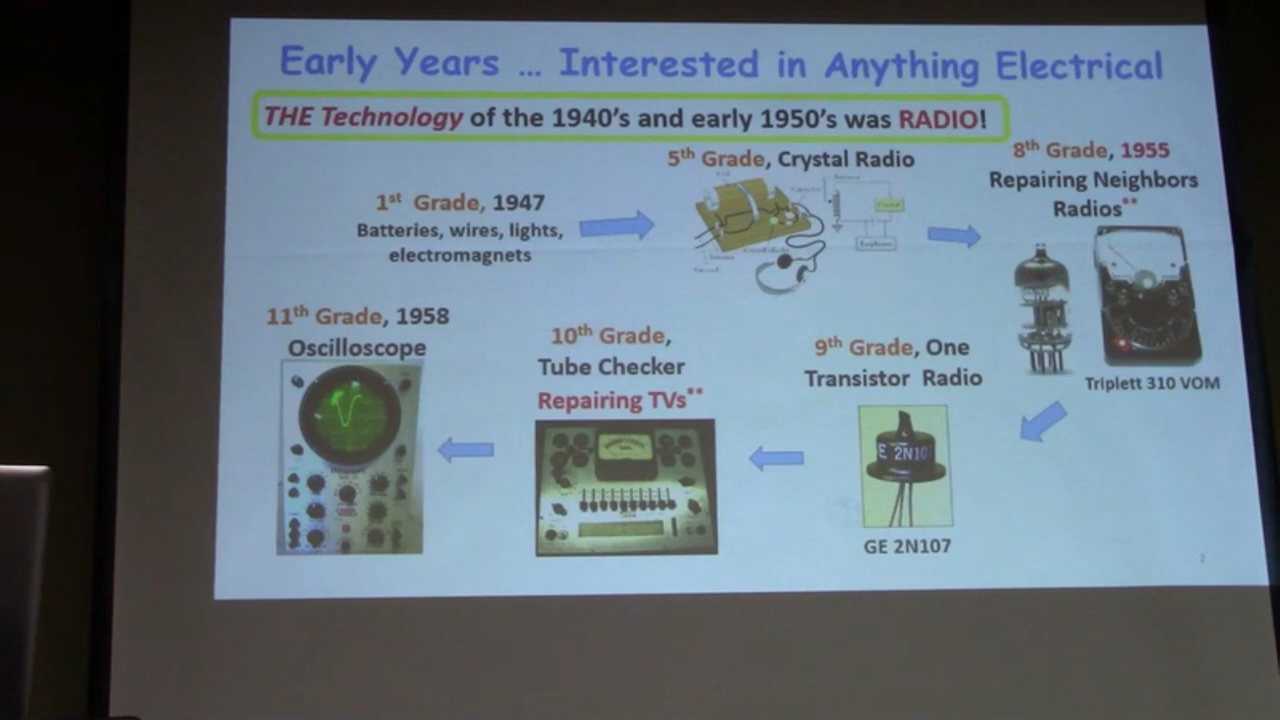 Early Years ... Interested in Anything Electrical
THE Technology of the 1940's and early 1950's was RADIO!
1st Grade, 1947
Batteries, wires, lights,
electromagnets
5th Grade, Crystal Radio
8th Grade, 1955
Repairing Neighbors
Radios**
Triplett 310 VOM
9th Grade, One
Transistor Radio
E 2N10
GE 2N107
10th Grade,
Tube Checker
Repairing TVs**
11th Grade, 1958
Oscilloscope
2